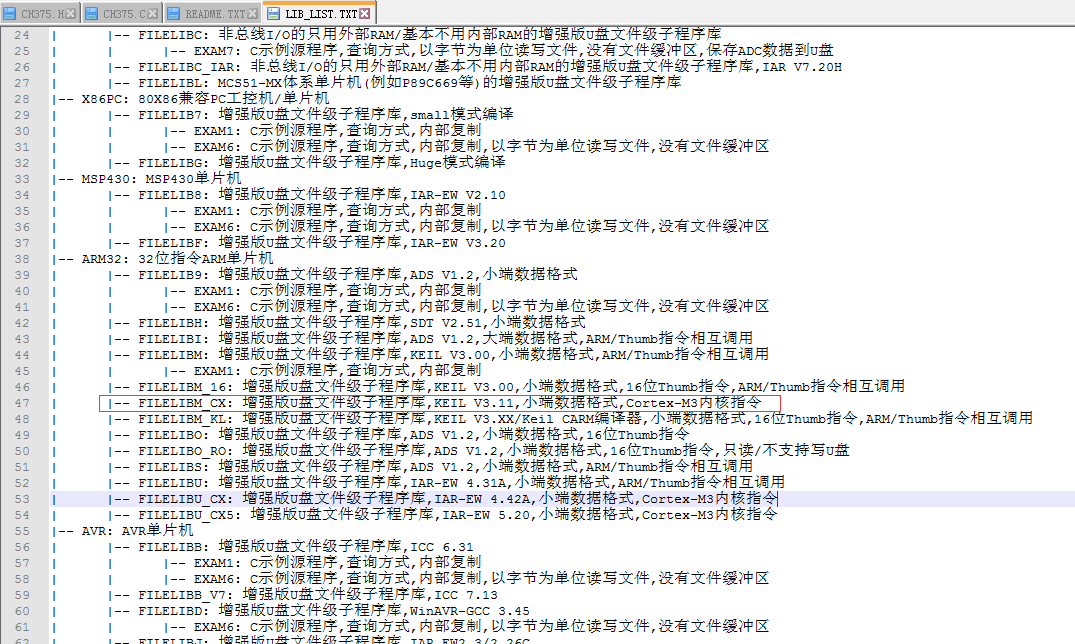 CH375.H CH375.C README.TXT LIB_LIST.TXT
24 | |-- FILELIBC: 非总线I/O的只用外部RAM/基本不用内部RAM的增强版U盘文件级子程序库
25 | | |-- EXAM7: C示例源程序,查询方式,以字节为单位读写文件,没有文件缓冲区,保存ADC数据到U盘
26 | |-- FILELIBC_IAR: 非总线I/O的只用外部RAM/基本不用内部RAM的增强版U盘文件级子程序库,IAR V7.20H
27 | |-- FILELIBL: MCS51-MX体系单片机(例如P89C669等)的增强版U盘文件级子程序库
28 |-- X86PC: 80X86兼容PC工控机/单片机
29 | |-- FILELIB7: 增强版U盘文件级子程序库,small模式编译
30 | | |-- EXAM1: C示例源程序,查询方式,内部复制
31 | | |-- EXAM6: C示例源程序,查询方式,内部复制,以字节为单位读写文件,没有文件缓冲区
32 | |-- FILELIBG: 增强版U盘文件级子程序库,Huge模式编译
33 |-- MSP430: MSP430单片机
34 | |-- FILELIB8: 增强版U盘文件级子程序库,IAR-EW V2.10
35 | | |-- EXAM1: C示例源程序,查询方式,内部复制
36 | | |-- EXAM6: C示例源程序,查询方式,内部复制,以字节为单位读写文件,没有文件缓冲区
37 | |-- FILELIBF: 增强版U盘文件级子程序库,IAR-EW V3.20
38 |-- ARM32: 32位指令ARM单片机
39 | |-- FILELIB9: 增强版U盘文件级子程序库,ADS V1.2,小端数据格式
40 | | |-- EXAM1: C示例源程序,查询方式,内部复制
41 | | |-- EXAM6: C示例源程序,查询方式,内部复制,以字节为单位读写文件,没有文件缓冲区
42 | |-- FILELIBH: 增强版U盘文件级子程序库,SDT V2.51,小端数据格式
43 | |-- FILELIBI: 增强版U盘文件级子程序库,ADS V1.2,大端数据格式,ARM/Thumb指令相互调用
44 | |-- FILELIBM: 增强版U盘文件级子程序库,KEIL V3.00,小端数据格式,ARM/Thumb指令相互调用
45 | | |-- EXAM1: C示例源程序,查询方式,内部复制
46 | |-- FILELIBM_16: 增强版U盘文件级子程序库,KEIL V3.00,小端数据格式,16位Thumb指令,ARM/Thumb指令相互调用
47 | |-- FILELIBM_CX: 增强版U盘文件级子程序库,KEIL V3.11,小端数据格式,Cortex-M3内核指令
48 | |-- FILELIBM_KL: 增强版U盘文件级子程序库,KEIL V3.XX/Keil CARM编译器,小端数据格式,16位Thumb指令,ARM/Thumb指令相互调用
49 | |-- FILELIBO: 增强版U盘文件级子程序库,ADS V1.2,小端数据格式,16位Thumb指令
50 | |-- FILELIBO_RO: 增强版U盘文件级子程序库,ADS V1.2,小端数据格式,16位Thumb指令,只读/不支持写U盘
51 | |-- FILELIBS: 增强版U盘文件级子程序库,ADS V1.2,小端数据格式,ARM/Thumb指令相互调用
52 | |-- FILELIBU: 增强版U盘文件级子程序库,IAR-EW 4.31A,小端数据格式,ARM/Thumb指令相互调用
53 | |-- FILELIBU_CX: 增强版U盘文件级子程序库,IAR-EW 4.42A,小端数据格式,Cortex-M3内核指令
54 | |-- FILELIBU_CX5: 增强版U盘文件级子程序库,IAR-EW 5.20,小端数据格式,Cortex-M3内核指令
55 |-- AVR: AVR单片机
56 | |-- FILELIBB: 增强版U盘文件级子程序库,ICC 6.31
57 | | |-- EXAM1: C示例源程序,查询方式,内部复制
58 | | |-- EXAM6: C示例源程序,查询方式,内部复制,以字节为单位读写文件,没有文件缓冲区
59 | |-- FILELIBB_V7: 增强版U盘文件级子程序库,ICC 7.13
60 | |-- FILELIBD: 增强版U盘文件级子程序库,WinAVR-GCC 3.45
61 | | |-- EXAM6: C示例源程序,查询方式,内部复制,以字节为单位读写文件,没有文件缓冲区
62 | |-- FILELIBJ: 增强版U盘文件级子程序库,IAR EW2.3/2.26C